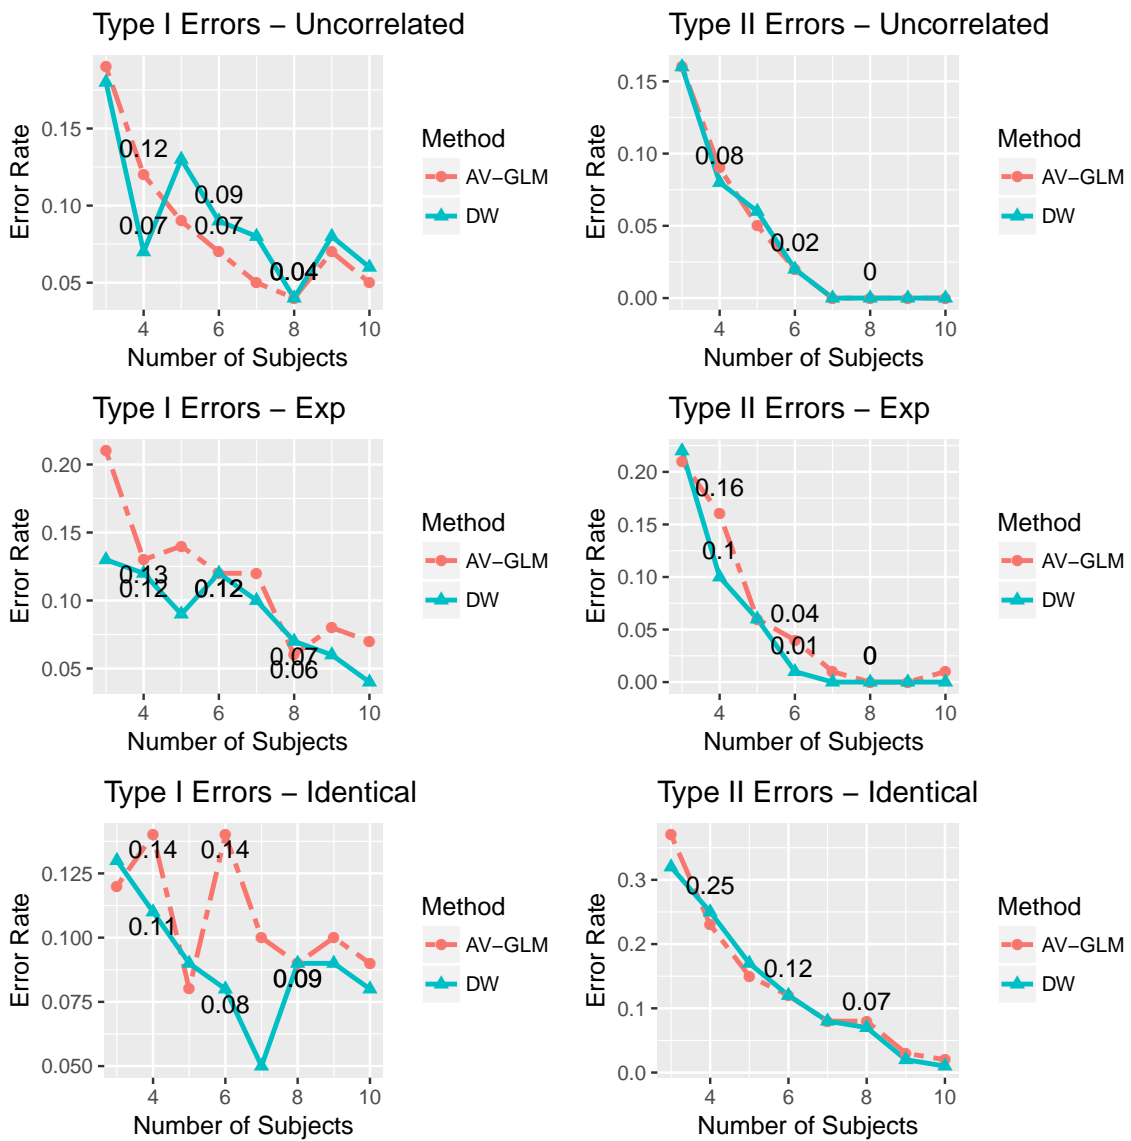 Type I Errors – Uncorrelated
Type II Errors – Uncorrelated
Error Rate
0.15
0.10
0.05
0.12
0.07
0.09
0.07
0.04
0.04
4 6 8 10
Number of Subjects
Method
AV−GLM
DW
Error Rate
0.15
0.10
0.05
0.00
0.08
0.02
0
4 6 8 10
Number of Subjects
Method
AV−GLM
DW
Type I Errors – Exp
Type II Errors – Exp
Error Rate
0.20
0.15
0.10
0.05
0.13
0.12
0.12
0.12
0.07
0.06
4 6 8 10
Number of Subjects
Method
AV−GLM
DW
Error Rate
0.20
0.15
0.10
0.05
0.00
0.16
0.1
0.04
0.01
0
0
4 6 8 10
Number of Subjects
Method
AV−GLM
DW
Type I Errors – Identical
Type II Errors – Identical
Error Rate
0.125
0.100
0.075
0.050
0.14
0.11
0.14
0.08
0.09
0.09
4 6 8 10
Number of Subjects
Method
AV−GLM
DW
Error Rate
0.3
0.2
0.1
0.0
0.25
0.12
0.07
4 6 8 10
Number of Subjects
Method
AV−GLM
DW